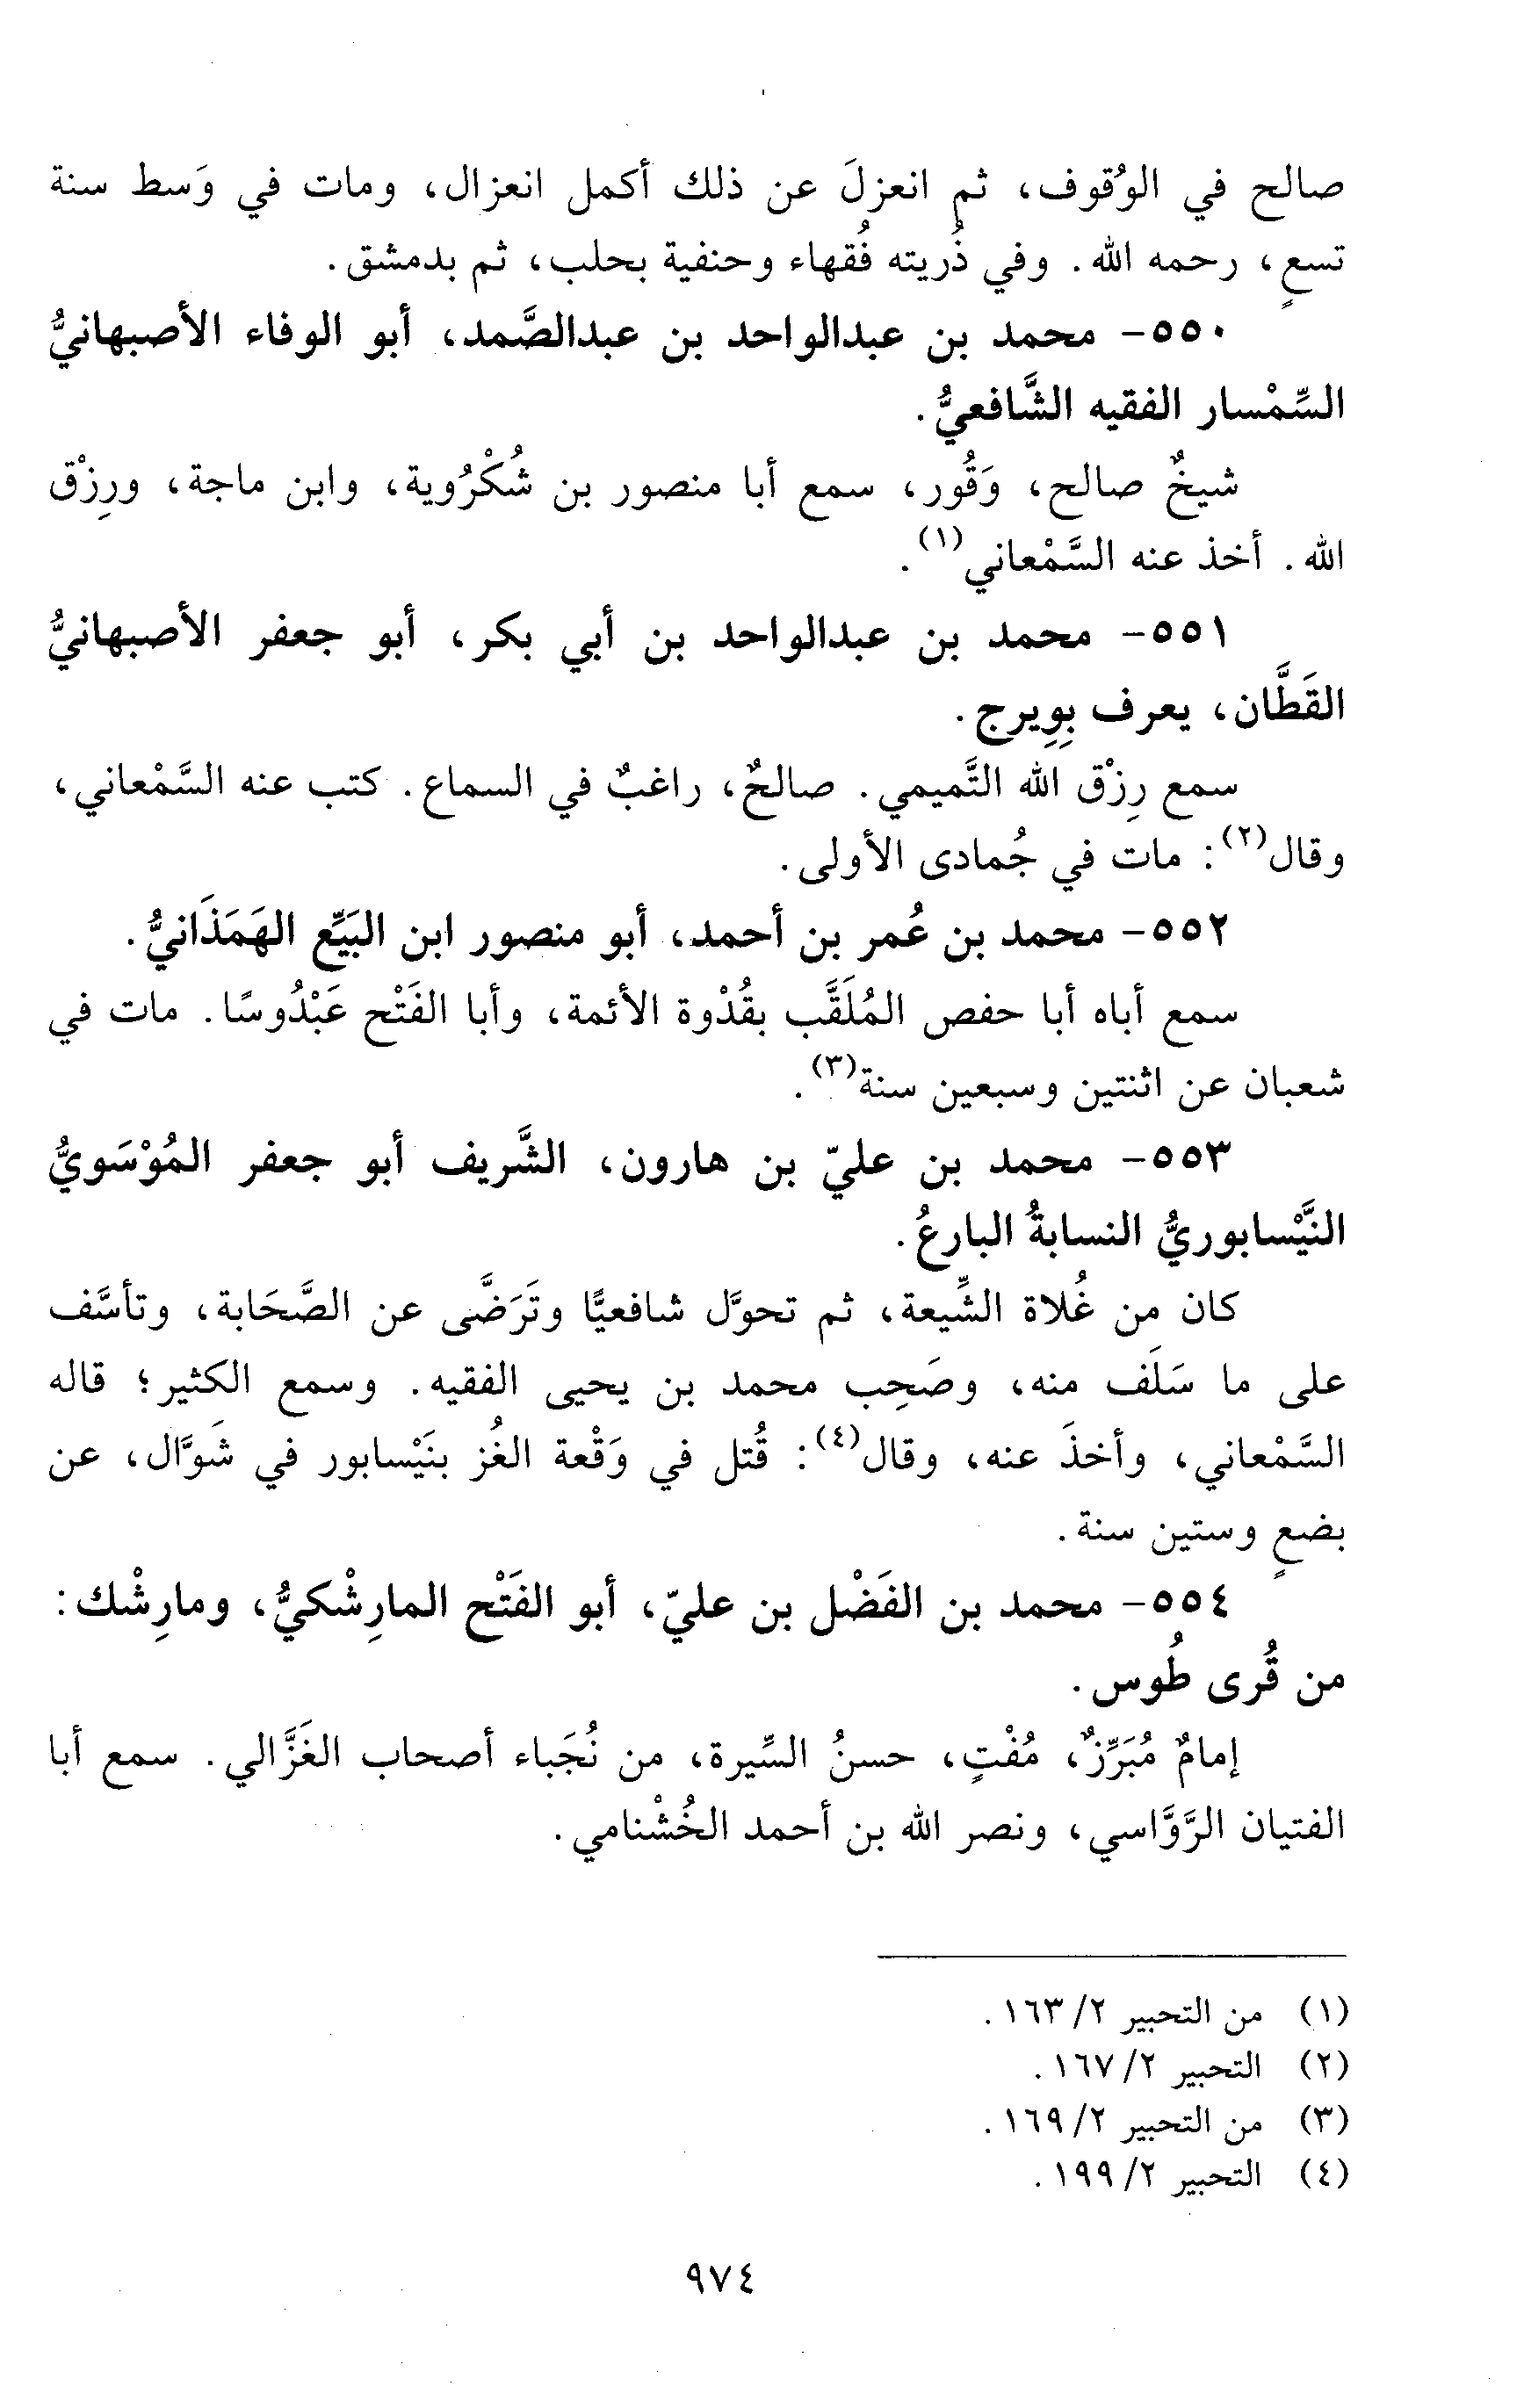 صالح في الوُقوف، ثم انعزلَ عن ذلك أكمل انعزال، ومات في وَسط سنة
تسعٍ، رحمه الله. وفي ذُريته فُقهاء وحنفية بحلب، ثم بدمشق.
٥٥٠- محمد بن عبدالواحد بن عبدالصَّمد، أبو الوفاء الأصبهانيُّ
السِّمْسار الفقيه الشَّافعيُّ.
شيخٌ صالح، وَقُور، سمع أبا منصور بن شُكْرُوية، وابن ماجة، ورِزْق
الله. أخذ عنه السَّمْعاني(١).
٥٥١- محمد بن عبدالواحد بن أبي بكر، أبو جعفر الأصبهانيُّ
القَطَّان، يعرف بِوِيرج.
سمع رِزْق الله التَّميمي. صالحٌ، راغبٌ في السماع. كتب عنه السَّمْعاني،
وقال(٢): مات في جُمادى الأولى.
٥٥٢- محمد بن عُمر بن أحمد، أبو منصور ابن البَيِّع الهَمَذَانيُّ.
سمع أباه أبا حفص المُلَقَّب بقُدْوة الأئمة، وأبا الفَتْح عَبْدُوسًا. مات في
شعبان عن اثنتين وسبعين سنة(٣).
٥٥٣- محمد بن عليّ بن هارون، الشَّريف أبو جعفر المُوْسَويُّ
النَّيْسابوريُّ النسابةُ البارعُ.
كان من غُلاة الشِّيعة، ثم تحوَّل شافعيًّا وتَرَضَّى عن الصَّحَابة، وتأسَّف
على ما سَلَف منه، وصَحِب محمد بن يحيى الفقيه. وسمع الكثير؛ قاله
السَّمْعاني، وأخذَ عنه، وقال(٤): قُتل في وَقْعة الغُز بنَيْسابور في شَوَّال، عن
بضعٍ وستين سنة.
٥٥٤- محمد بن الفَضْل بن عليّ، أبو الفَتْح المارِشْكيُّ، ومارِشْك:
من قُرى طُوس.
إمامٌ مُبَرِّزٌ، مُفْتٍ، حسنُ السِّيرة، من نُجَباء أصحاب الغَزَّالي. سمع أبا
الفتيان الرَّوَّاسي، ونصر الله بن أحمد الخُشْنامي.
(١) من التحبير ٢/ ١٦٣.
(٢) التحبير ٢/ ١٦٧.
(٣) من التحبير ٢/ ١٦٩.
(٤) التحبير ٢/ ١٩٩.
٩٧٤